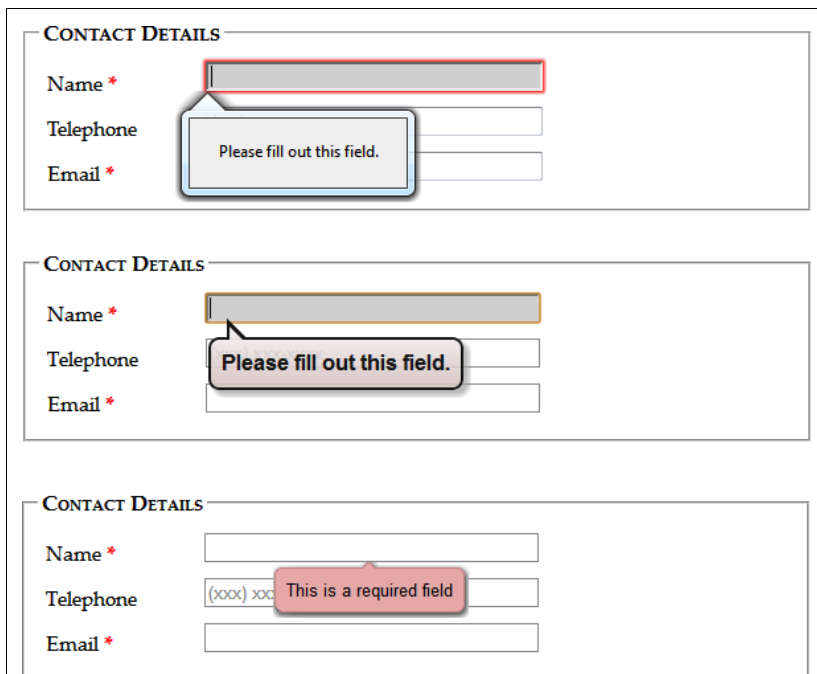 CONTACT DETAILS
Name *
Telephone
Please fill out this field.
Email *
CONTACT DETAILS
Name *
Telephone
Please fill out this field.
Email *
CONTACT DETAILS
Name *
Telephone
(xxx) xx
This is a required field
Email *